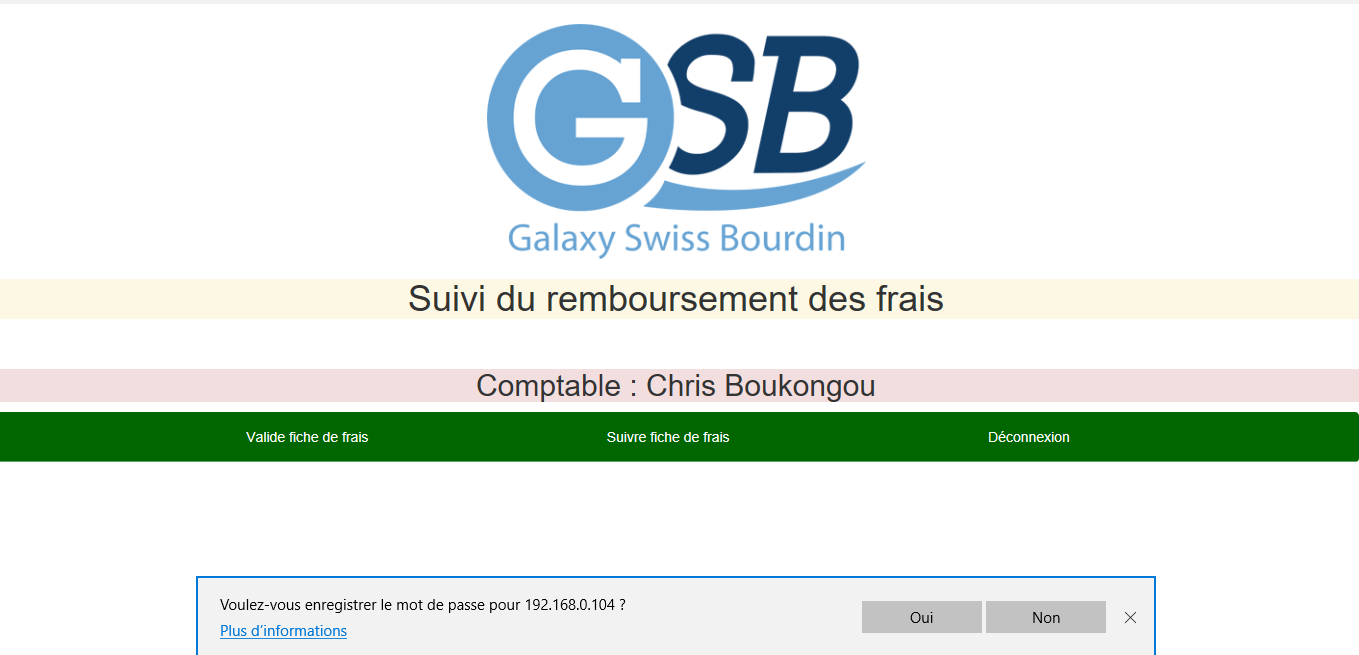 GSB
Galaxy Swiss Bourdin
Suivi du remboursement des frais
Comptable : Chris Boukongou
Valide fiche de frais Suivre fiche de frais Déconnexion
Voulez-vous enregistrer le mot de passe pour 192.168.0.104 ?
Plus d’informations
Oui Non